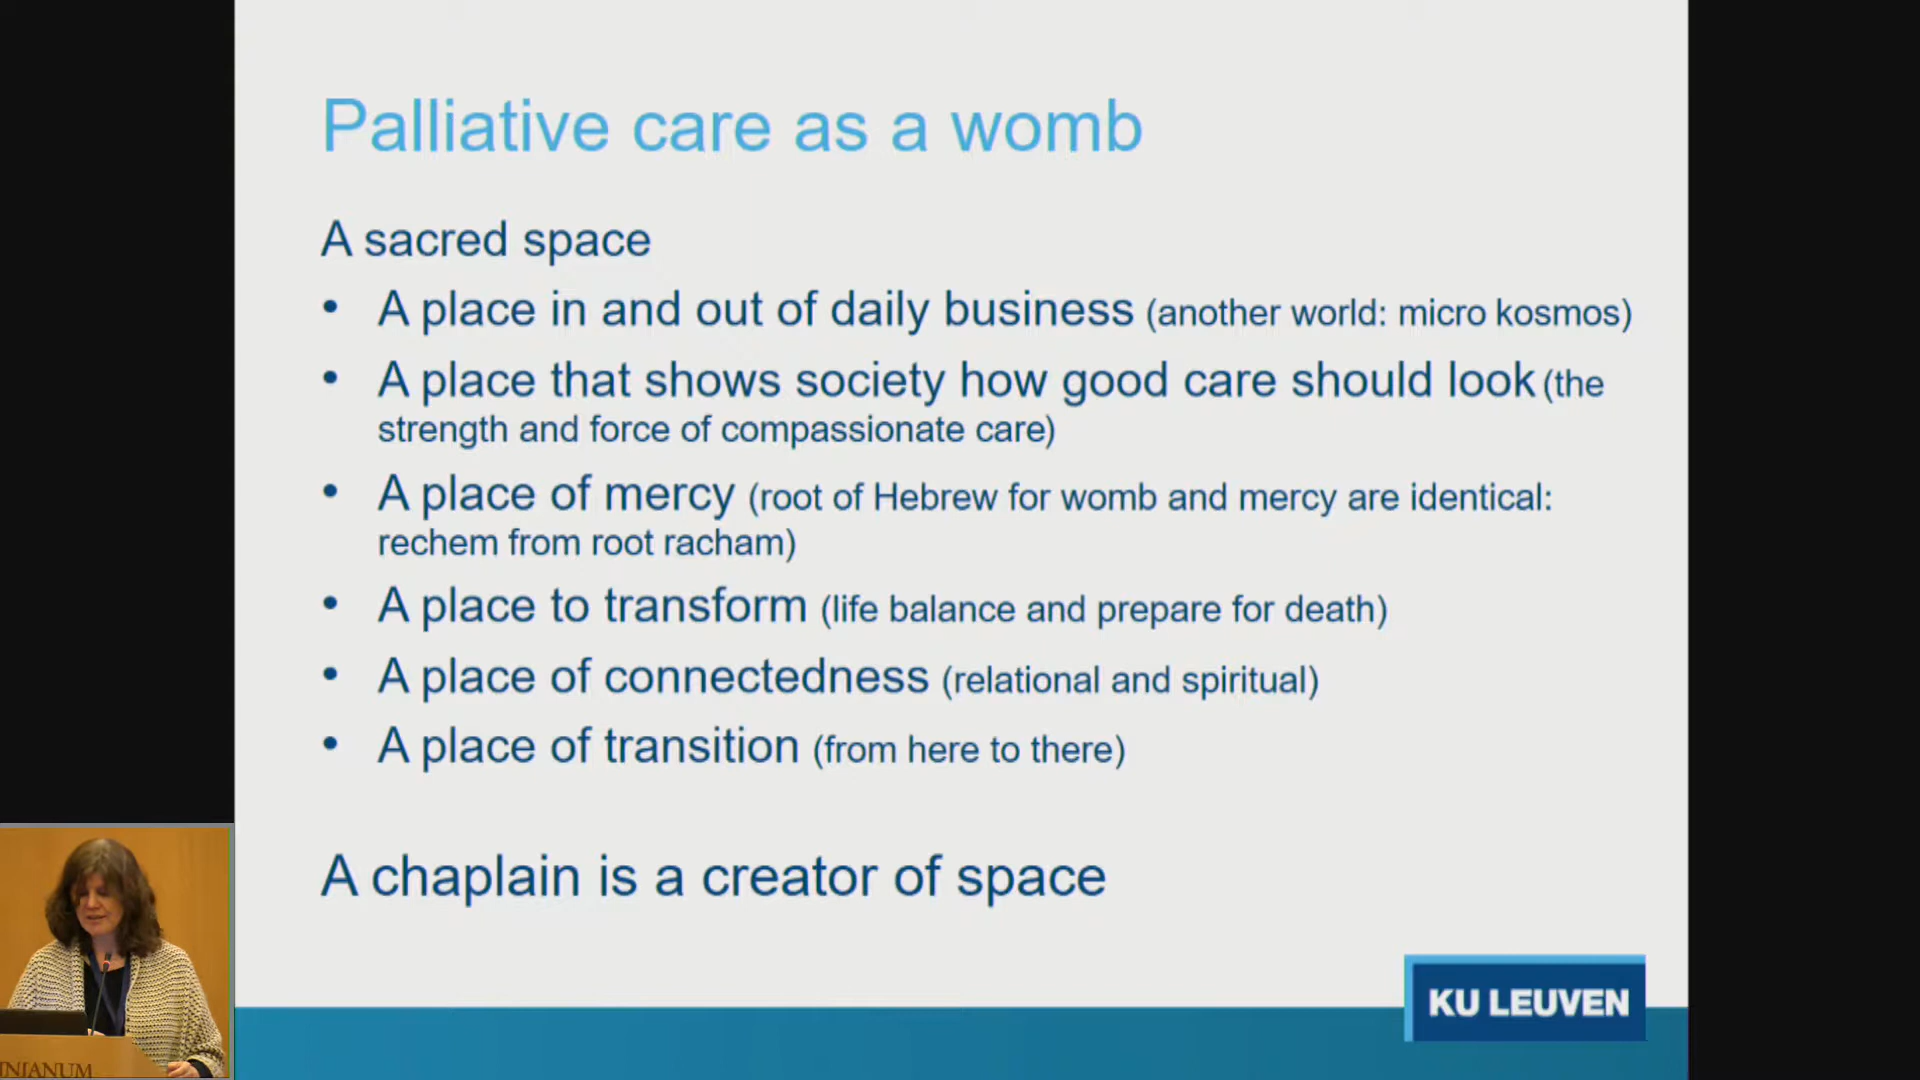 Palliative care as a womb
A sacred space
• A place in and out of daily business (another world: micro kosmos)
• A place that shows society how good care should look (the
strength and force of compassionate care)
• A place of mercy (root of Hebrew for womb and mercy are identical:
rechem from root racham)
• A place to transform (life balance and prepare for death)
• A place of connectedness (relational and spiritual)
• A place of transition (from here to there)
A chaplain is a creator of space
KU LEUVEN